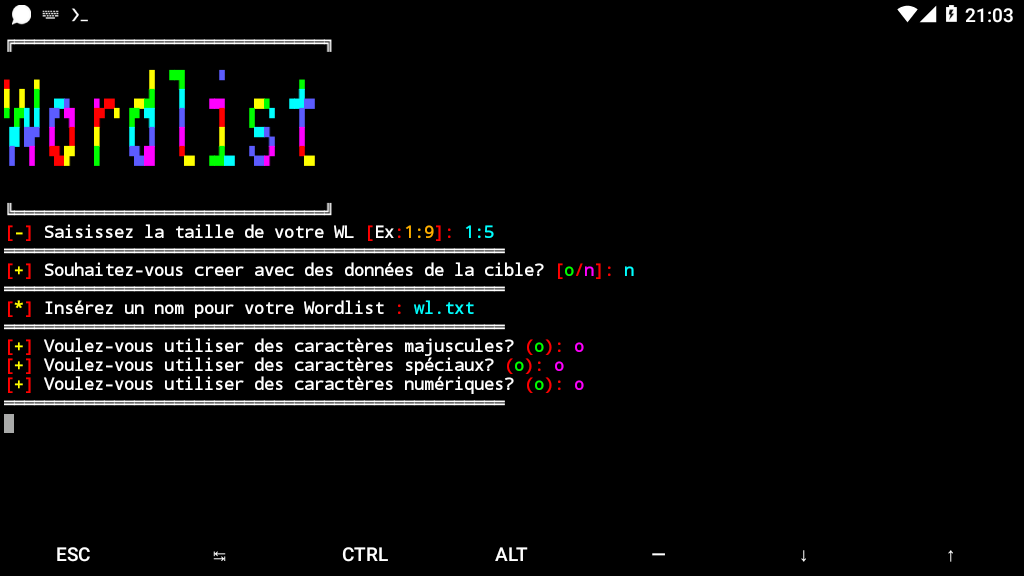 21:03
Wordlist
[-] Saisissez la taille de votre WL [Ex:1:9]: 1:5
[+] Souhaitez-vous creer avec des données de la cible? [o/n]: n
[*] Insérez un nom pour votre Wordlist : wl.txt
[+] Voulez-vous utiliser des caractères majuscules? (o): o
[+] Voulez-vous utiliser des caractères spéciaux? (o): o
[+] Voulez-vous utiliser des caractères numériques? (o): o
ESC ↹ CTRL ALT — ↓ ↑